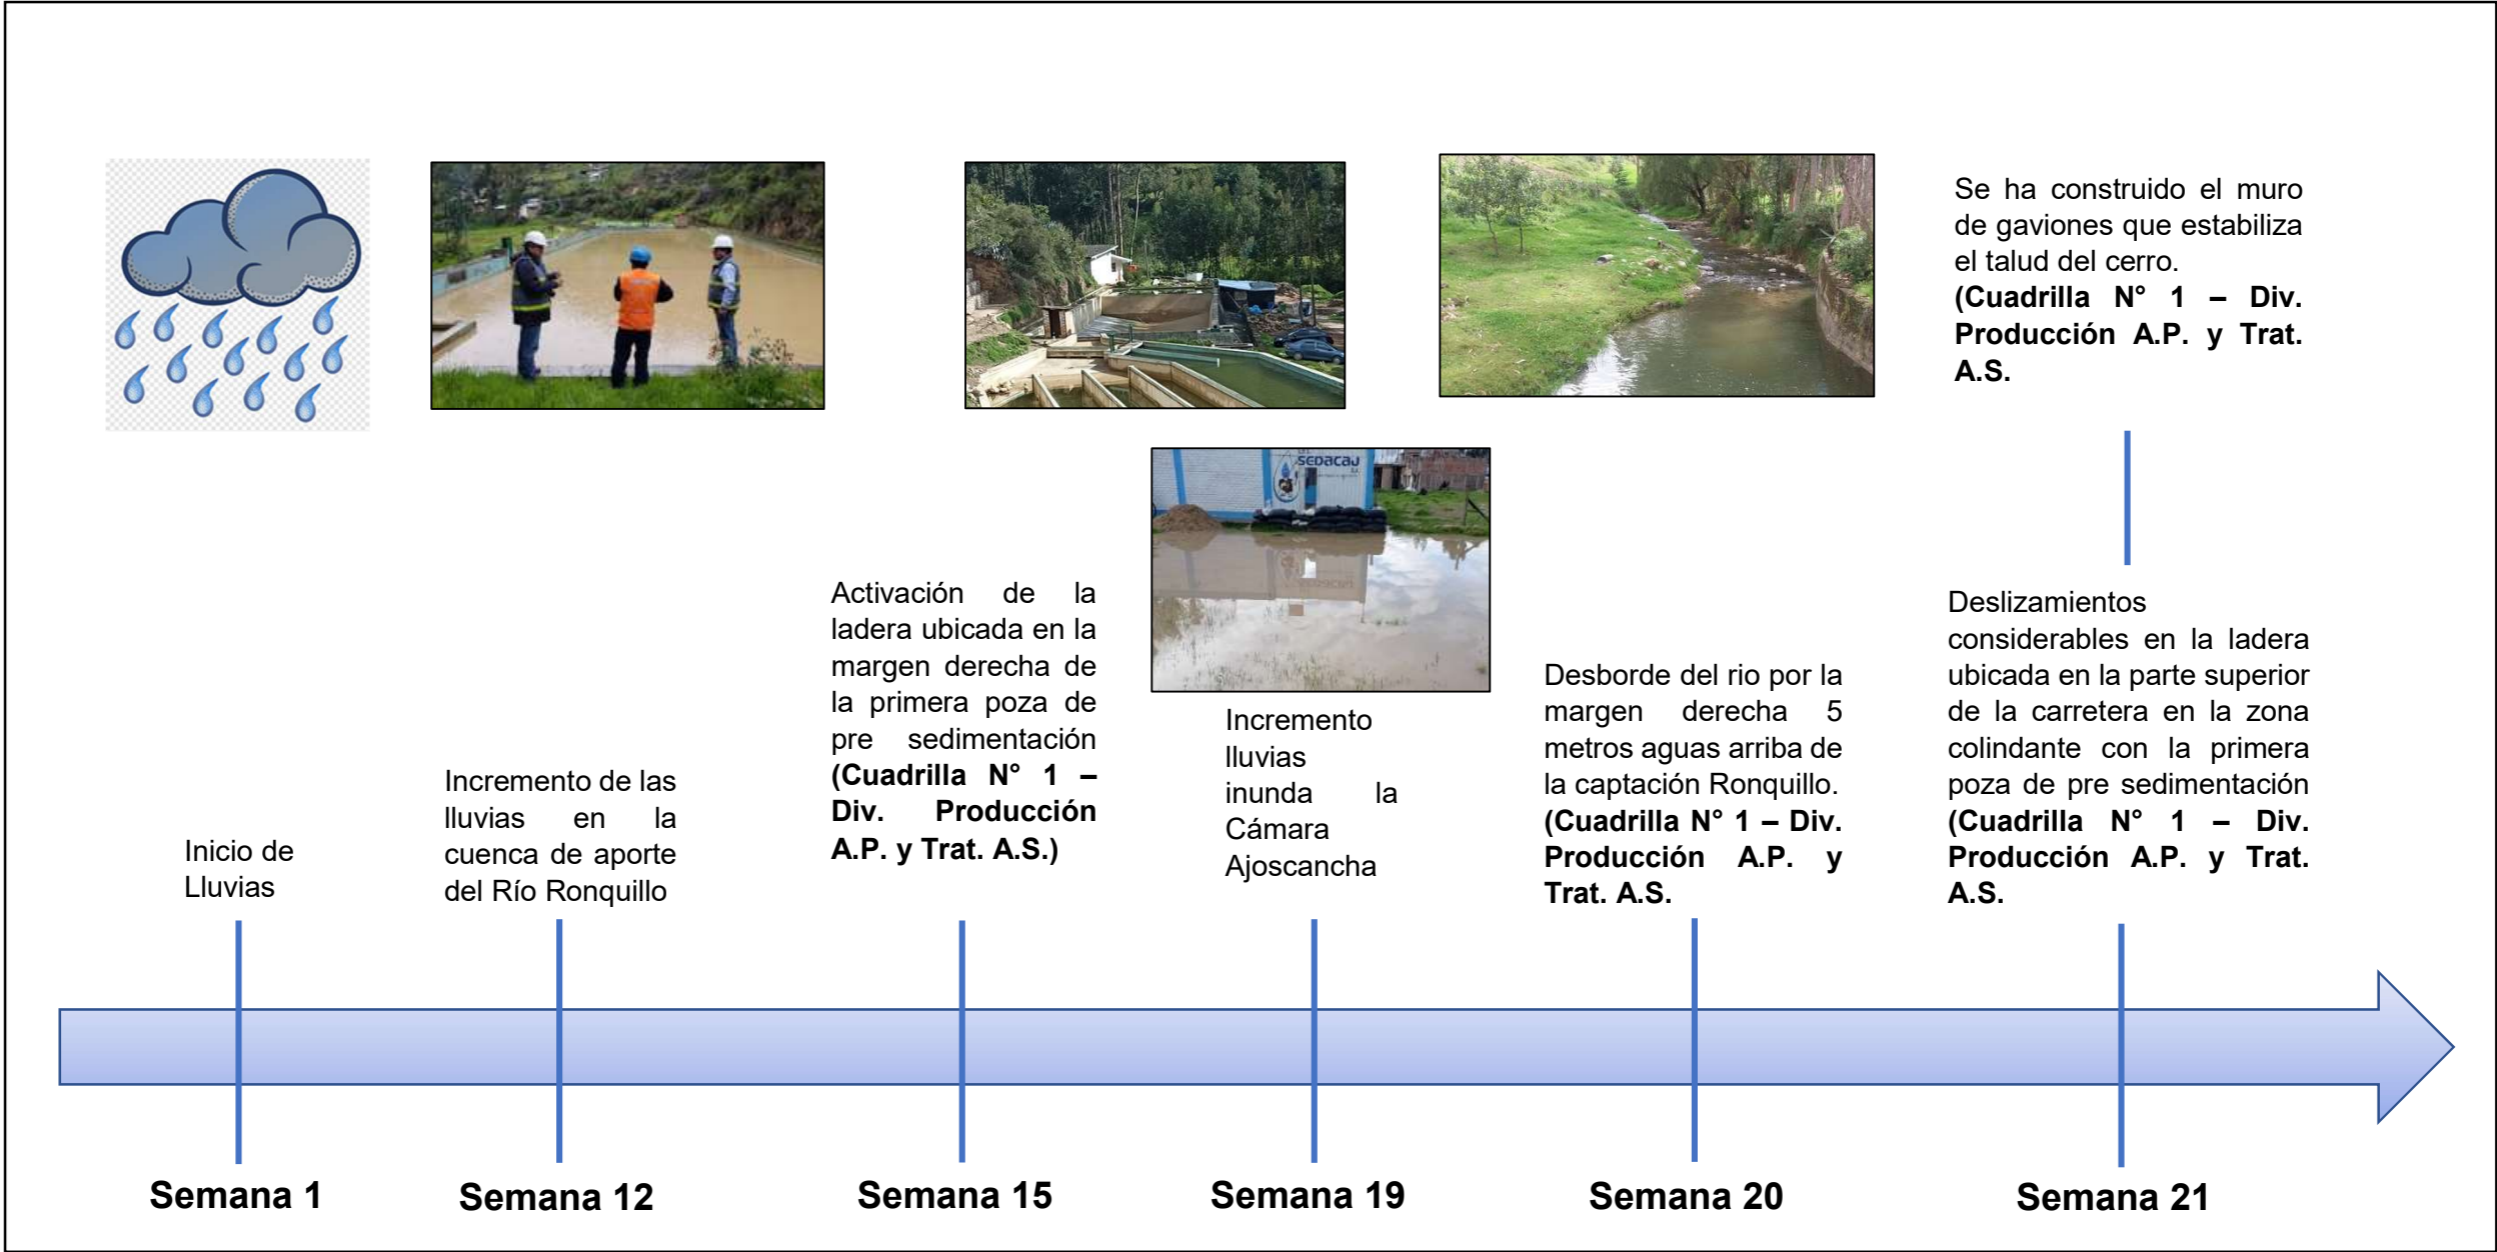 Se ha construido el muro
de gaviones que estabiliza
el talud del cerro.
(Cuadrilla N° 1 – Div.
Producción A.P. y Trat.
A.S.
SEDACAJ
Activación de la
ladera ubicada en la
margen derecha de
la primera poza de
pre sedimentación
(Cuadrilla N° 1 –
Div. Producción
A.P. y Trat. A.S.)
Inicio de
Lluvias
Incremento de las
lluvias en la
cuenca de aporte
del Río Ronquillo
Incremento
lluvias
inunda la
Cámara
Ajoscancha
Desborde del rio por la
margen derecha 5
metros aguas arriba de
la captación Ronquillo.
(Cuadrilla N° 1 – Div.
Producción A.P. y
Trat. A.S.
Deslizamientos
considerables en la ladera
ubicada en la parte superior
de la carretera en la zona
colindante con la primera
poza de pre sedimentación
(Cuadrilla N° 1 – Div.
Producción A.P. y Trat.
A.S.
Semana 1
Semana 12
Semana 15
Semana 19
Semana 20
Semana 21